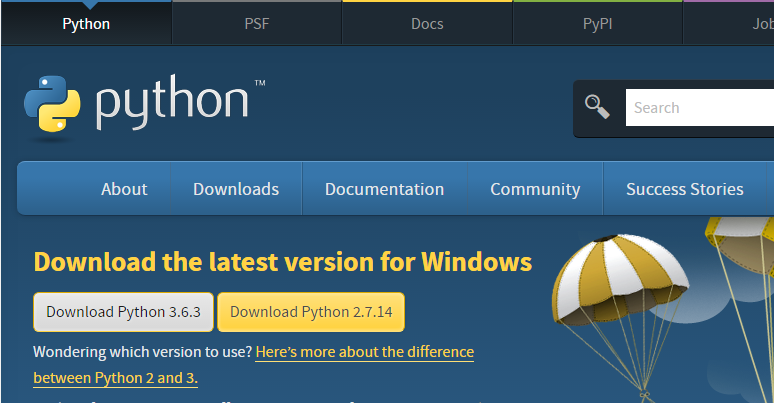 Python PSF Docs PyPI Job
python™
Search
About Downloads Documentation Community Success Stories
Download the latest version for Windows
Download Python 3.6.3 Download Python 2.7.14
Wondering which version to use? Here's more about the difference
between Python 2 and 3.